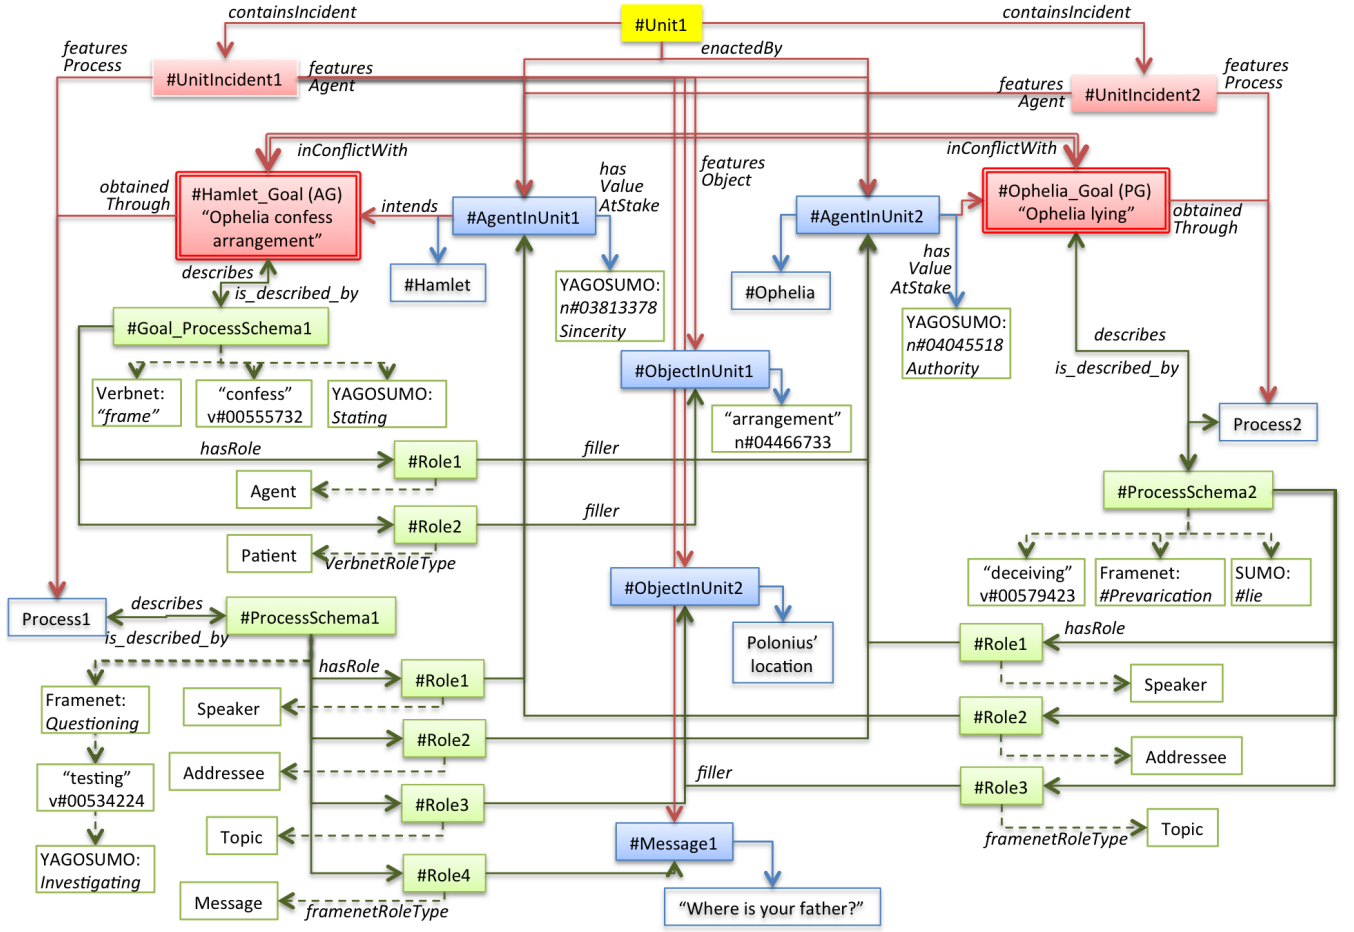 containsIncident
#Unit1
containsIncident
enactedBy
features
Process
#UnitIncident1
features
Agent
features
Agent
#UnitIncident2
features
Process
inConflictWith
inConflictWith
obtained
Through
#Hamlet_Goal (AG)
“Ophelia confess
arrangement”
intends
#AgentInUnit1
has
Value
AtStake
features
Object
#AgentInUnit2
#Ophelia_Goal (PG)
“Ophelia lying”
obtained
Through
describes
is_described_by
#Hamlet
YAGOSUMO:
n#03813378
Sincerity
#Ophelia
has
Value
AtStake
YAGOSUMO:
n#04045518
Authority
describes
is_described_by
#Goal_ProcessSchema1
Verbnet:
“frame”
“confess”
v#00555732
YAGOSUMO:
Stating
#ObjectInUnit1
“arrangement”
n#04466733
Process2
hasRole
#Role1
filler
Agent
#Role2
filler
Patient
VerbnetRoleType
#ProcessSchema2
“deceiving”
v#00579423
Framenet:
#Prevarication
SUMO:
#lie
#ObjectInUnit2
Polonius’
location
Process1
describes
is_described_by
#ProcessSchema1
hasRole
#Role1
Speaker
#Role2
Addressee
#Role3
Topic
#Role4
Message
framenetRoleType
Framenet:
Questioning
“testing”
v#00534224
YAGOSUMO:
Investigating
filler
#Message1
“Where is your father?”
hasRole
#Role1
Speaker
#Role2
Addressee
#Role3
framenetRoleType
Topic